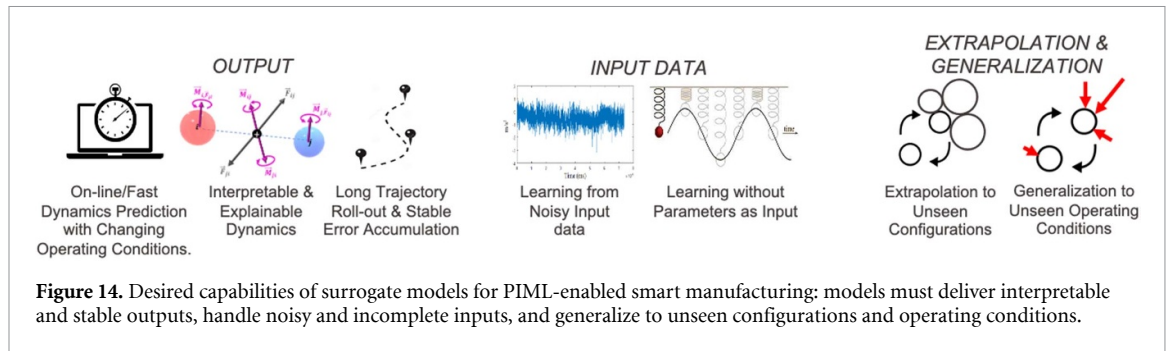 OUTPUT
INPUT DATA
EXTRAPOLATION &
GENERALIZATION
time
Time (ms)
On-line/Fast
Dynamics Prediction
with Changing
Operating Conditions.
Interpretable &
Explainable
Dynamics
Long Trajectory
Roll-out & Stable
Error Accumulation
Learning from
Noisy Input
data
Learning without
Parameters as Input
Extrapolation to
Unseen
Configurations
Generalization to
Unseen Operating
Conditions
Figure 14. Desired capabilities of surrogate models for PIML-enabled smart manufacturing: models must deliver interpretable
and stable outputs, handle noisy and incomplete inputs, and generalize to unseen configurations and operating conditions.